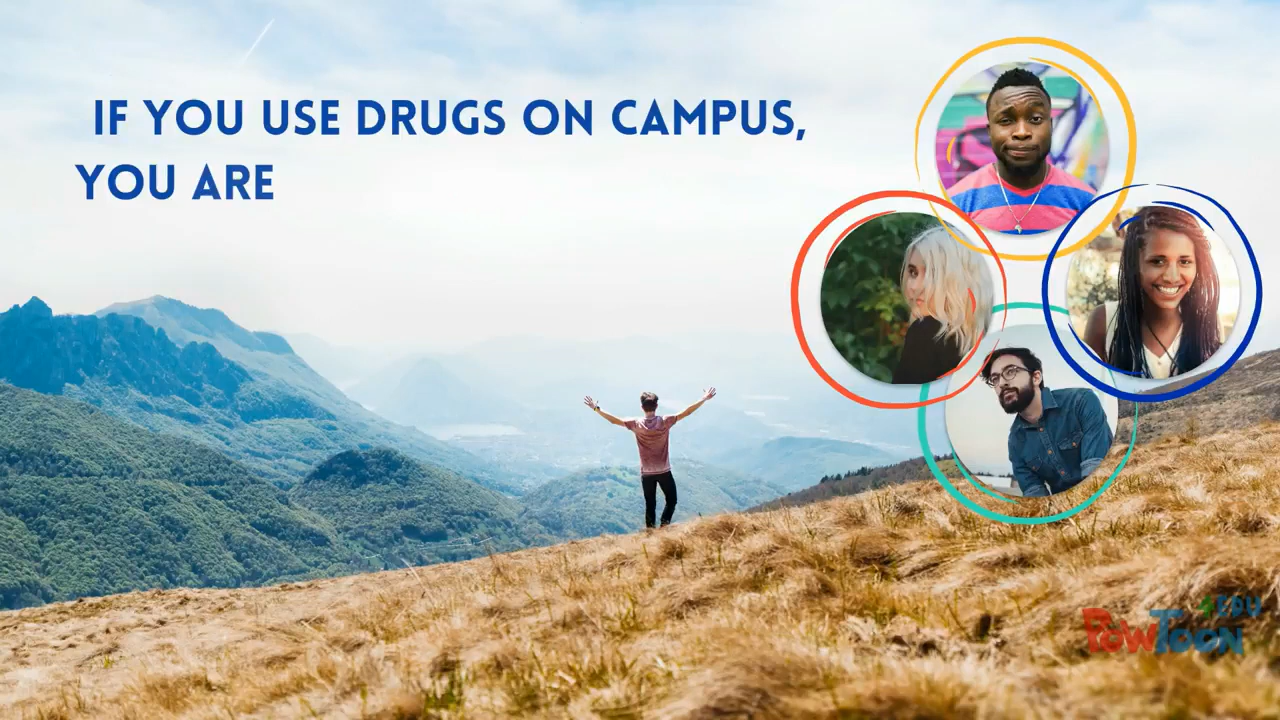 IF YOU USE DRUGS ON CAMPUS,
YOU ARE
EDU
POWTOON